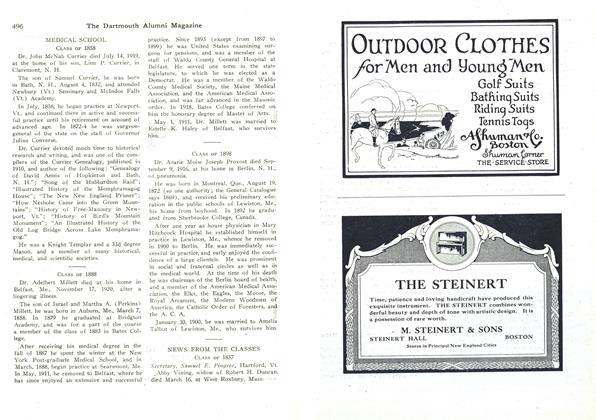 496
The Dartmouth Alumni Magazine
MEDICAL SCHOOL
CLASS OF 1858
Dr. John McNab Currier died July 14, 1919,
at the home of his son, Linn P. Currier, in
Claremont, N. H.
The son of Samuel Currier, he was born
in Bath, N. H., August 4, 1832, and attended
Newbury (Vt.) Seminary and McIndoe Falls
(Vt.) Academy.
In July, 1858, he began practice at Newport,
Vt., and continued there in active and success-
ful practice until his retirement on account of
advanced age. In 1872-4 he was surgeon-
general of the state on the staff of Governor
Julius Converse.
Dr. Currier devoted much time to historical
research and writing, and was one of the com-
pilers of the Currier Genealogy, published in
1910, and author of the following: "Genealogy
of David Annis of Hopkinton and Bath,
N. H."; "Song of the Hubbardton Raid";
"Illustrated History of the Memphramagog
House"; "The New New England Primer";
"How Neshobe Came into the Green Moun-
tains"; "History of Free-Masonry in New-
port, Vt."; "History of Bird's Mountain
Monument"; "An Illustrated History of the
Old Log Bridge Across Lake Memphrama-
gog."
He was a Knight Templar and a 33d degree
Mason, and a member of many historical,
medical, and scientific societies.
CLASS OF 1888
Dr. Adelbert Millett died at his home in
Belfast, Me., November 17, 1920, after a
lingering illness.
The son of Israel and Martha A. (Perkins)
Millett, he was born in Auburn, Me., March 7,
1858. In 1879 he graduated at Bridgton
Academy, and was for a part of the course
a member of the class of 1883 in Bates Col-
lege.
After receiving his medical degree in the
fall of 1887 he spent the winter at the New
York Post-graduate Medical School, and in
March, 1888, began practice at Searsmont, Me.
In May, 1911, he removed to Belfast, where he
has since enjoyed an extensive and successful
practice. Since 1893 (except from 1897 to
1899) he was United States examining sur-
geon for pensions, and was a member of the
staff of Waldo County General Hospital at
Belfast. He served one term in the state
legislature, to which he was elected as a
Democrat. He was a member of the Waldo
County Medical Society, the Maine Medical
Association, and the American Medical Asso-
ciation, and was far advanced in the Masonic
order. In 1918, Bates College conferred on
him the honorary degree of Master of Arts.
May 1, 1911, Dr. Millett was married to
Estelle K. Haley of Belfast, who survives
him.
CLASS OF 1898
Dr. Azarie Moise Joseph Provost died Sep-
tember 9, 1916, at his home in Berlin, N. H.,
of pneumonia.
He was born in Montreal, Que., August 19,
1872 (so one authority; the General Catalogue
says 1869), and received his preliminary edu-
cation in the public schools of Lewiston, Me.,
his home from boyhood. In 1892 he gradu-
ated from Sherbrooke College, Canada.
After one year as house physician in Mary
Hitchcock Hospital he established himself in
practice in Lewiston, Me., whence he removed
in 1900 to Berlin. He was immediately suc-
cessful in practice, and early enjoyed the confi-
dence of a large clientele. He was prominent
in social and fraternal circles as well as in
the medical world. At the time of his death
he was chairman of the Berlin board of health,
and a member of the American Medical Asso-
ciation, the Elks, the Eagles, the Moose, the
Royal Arcanum, the Modern Woodmen of
America, the Catholic Order of Foresters, and
the A. C. A.
January 30, 1900, he was married to Amelia
Talbot of Lewiston, Me., who survives him.
NEWS FROM THE CLASSES
CLASS OF 1857
Secretary, Samuel E. Pingree, Hartford, Vt.
Abby Vining, widow of Robert H. Duncan,
died March 16, at West Roxbury, Mass.
OUTDOOR CLOTHES
for Men and Young Men
Golf Suits
Bathing Suits
Riding Suits
Tennis Togs
A Shuman & Co.
Boston
Shuman Corner
THE-SERVICE-STORE
THE STEINERT
Time, patience and loving handicraft have produced this
exquisite instrument. THE STEINERT combines won-
derful beauty and depth of tone with artistic design. It is
a possession of rare worth.
M. STEINERT & SONS
STEINERT HALL BOSTON
Stores in Principal New England Cities